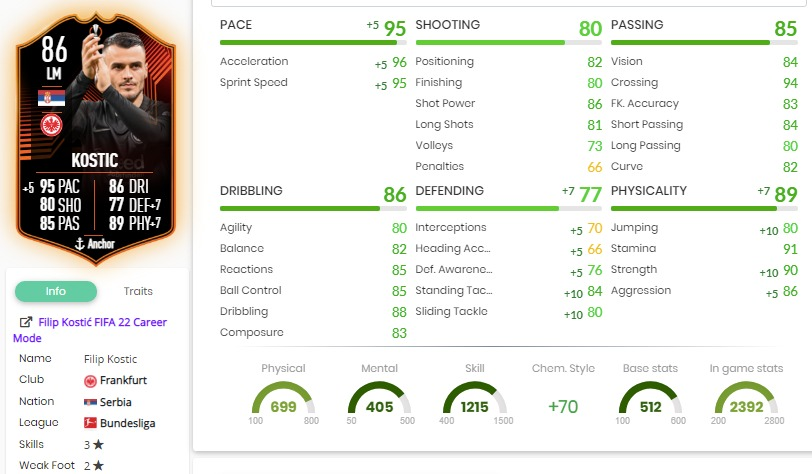 86
LM
KOSTIC
+5 95 PAC 86 DRI
80 SHO 77 DEF+7
85 PAS 89 PHY+7
Anchor
Info Traits
Filip Kostić FIFA 22 Career
Mode
Name Filip Kostic
Club Frankfurt
Nation Serbia
League Bundesliga
Skills 3 ★
Weak Foot 2 ★
PACE +5 95
Acceleration +5 96
Sprint Speed +5 95
SHOOTING 80
Positioning 82
Finishing 80
Shot Power 86
Long Shots 81
Volleys 73
Penalties 66
PASSING 85
Vision 84
Crossing 94
FK. Accuracy 83
Short Passing 84
Long Passing 80
Curve 82
DRIBBLING 86
Agility 80
Balance 82
Reactions 85
Ball Control 85
Dribbling 88
Composure 83
DEFENDING +7 77
Interceptions +5 70
Heading Acc... +5 66
Def. Awarene... +5 76
Standing Tac... +10 84
Sliding Tackle +10 80
PHYSICALITY +7 89
Jumping +10 80
Stamina 91
Strength +10 90
Aggression +5 86
Physical Mental Skill Chem. Style Base stats In game stats
699 405 1215 +70 512 2392
100 800 50 500 400 1500 100 600 200 2800